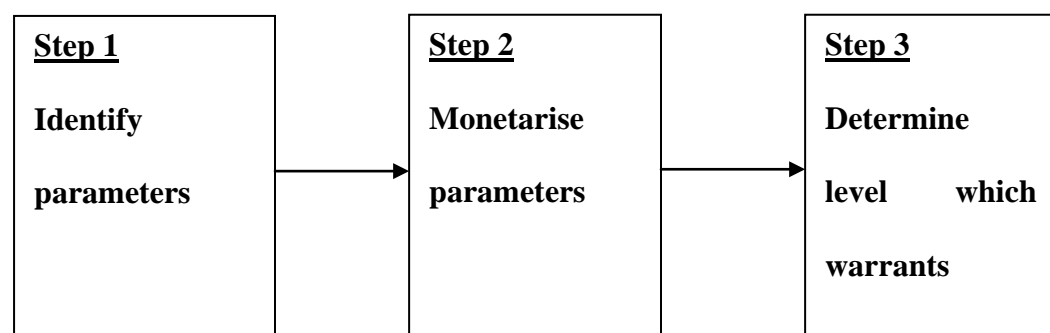 Step 1
Identify
parameters
Step 2
Monetarise
parameters
Step 3
Determine
level which
warrants